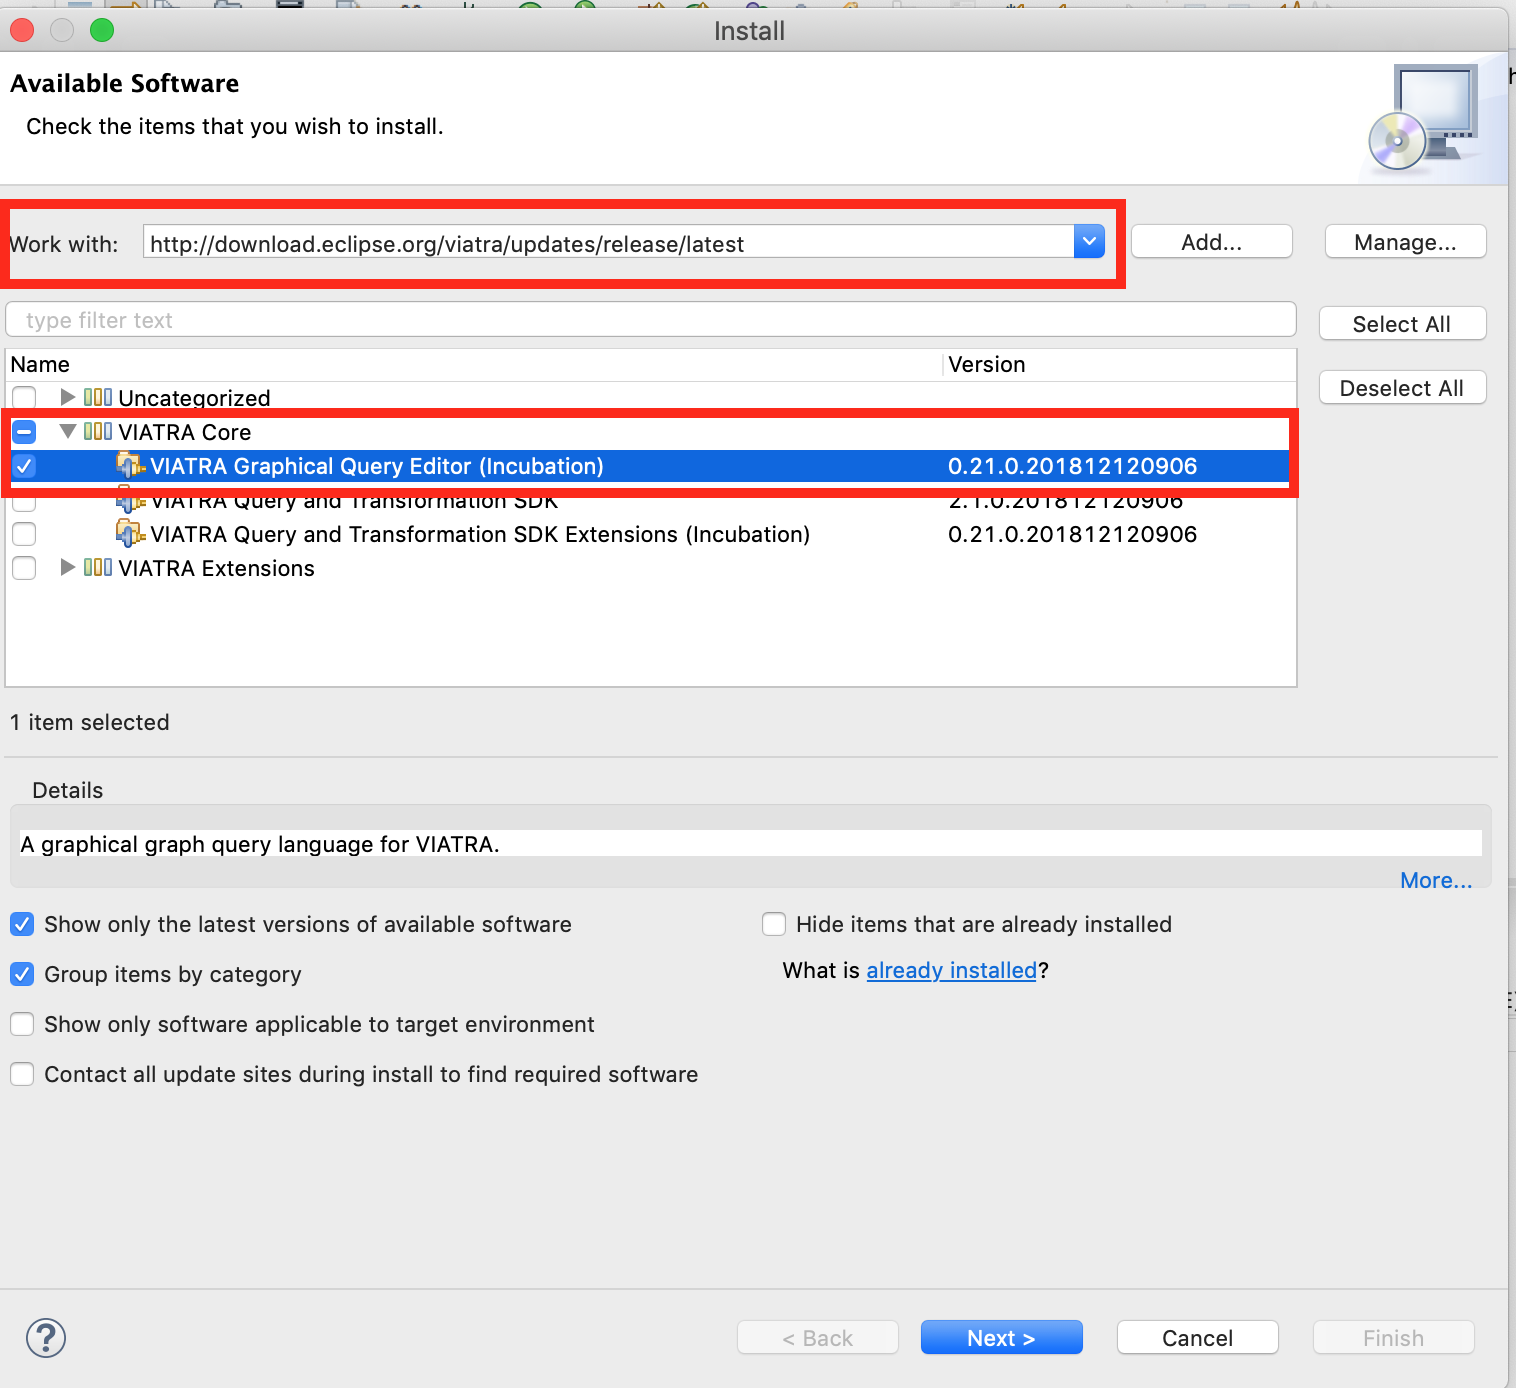 Install
Available Software
Check the items that you wish to install.
Work with: http://download.eclipse.org/viatra/updates/release/latest Add... Manage...
type filter text
Select All
Name Version
Deselect All
Uncategorized
VIATRA Core
VIATRA Graphical Query Editor (Incubation) 0.21.0.201812120906
VIATRA Query and Transformation SDK 2.1.0.201812120906
VIATRA Query and Transformation SDK Extensions (Incubation) 0.21.0.201812120906
VIATRA Extensions
1 item selected
Details
A graphical graph query language for VIATRA.
More...
Show only the latest versions of available software Hide items that are already installed
Group items by category What is already installed?
Show only software applicable to target environment
Contact all update sites during install to find required software
? < Back Next > Cancel Finish